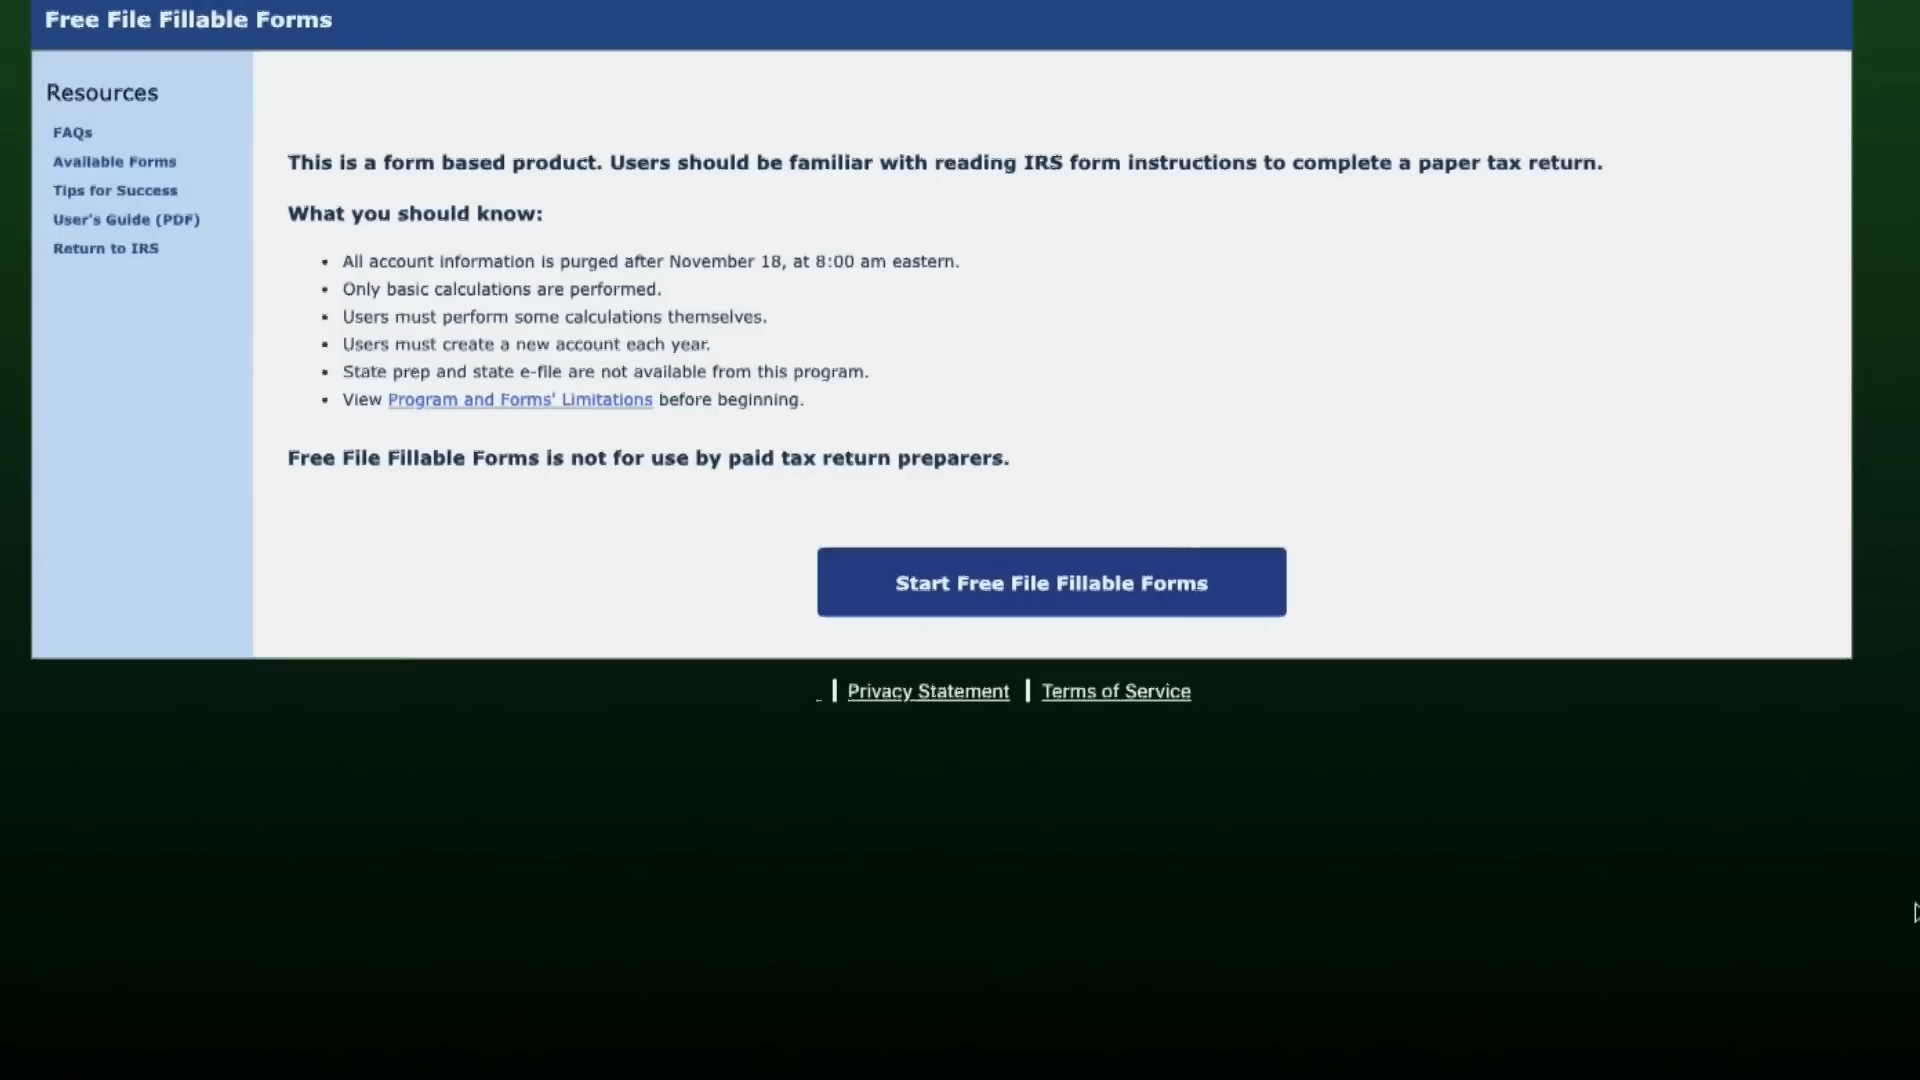 Free File Fillable Forms
Resources
FAQs
Available Forms
Tips for Success
User's Guide (PDF)
Return to IRS
This is a form based product. Users should be familiar with reading IRS form instructions to complete a paper tax return.
What you should know:
• All account information is purged after November 18, at 8:00 am eastern.
• Only basic calculations are performed.
• Users must perform some calculations themselves.
• Users must create a new account each year.
• State prep and state e-file are not available from this program.
• View Program and Forms' Limitations before beginning.
Free File Fillable Forms is not for use by paid tax return preparers.
Start Free File Fillable Forms
| Privacy Statement | Terms of Service